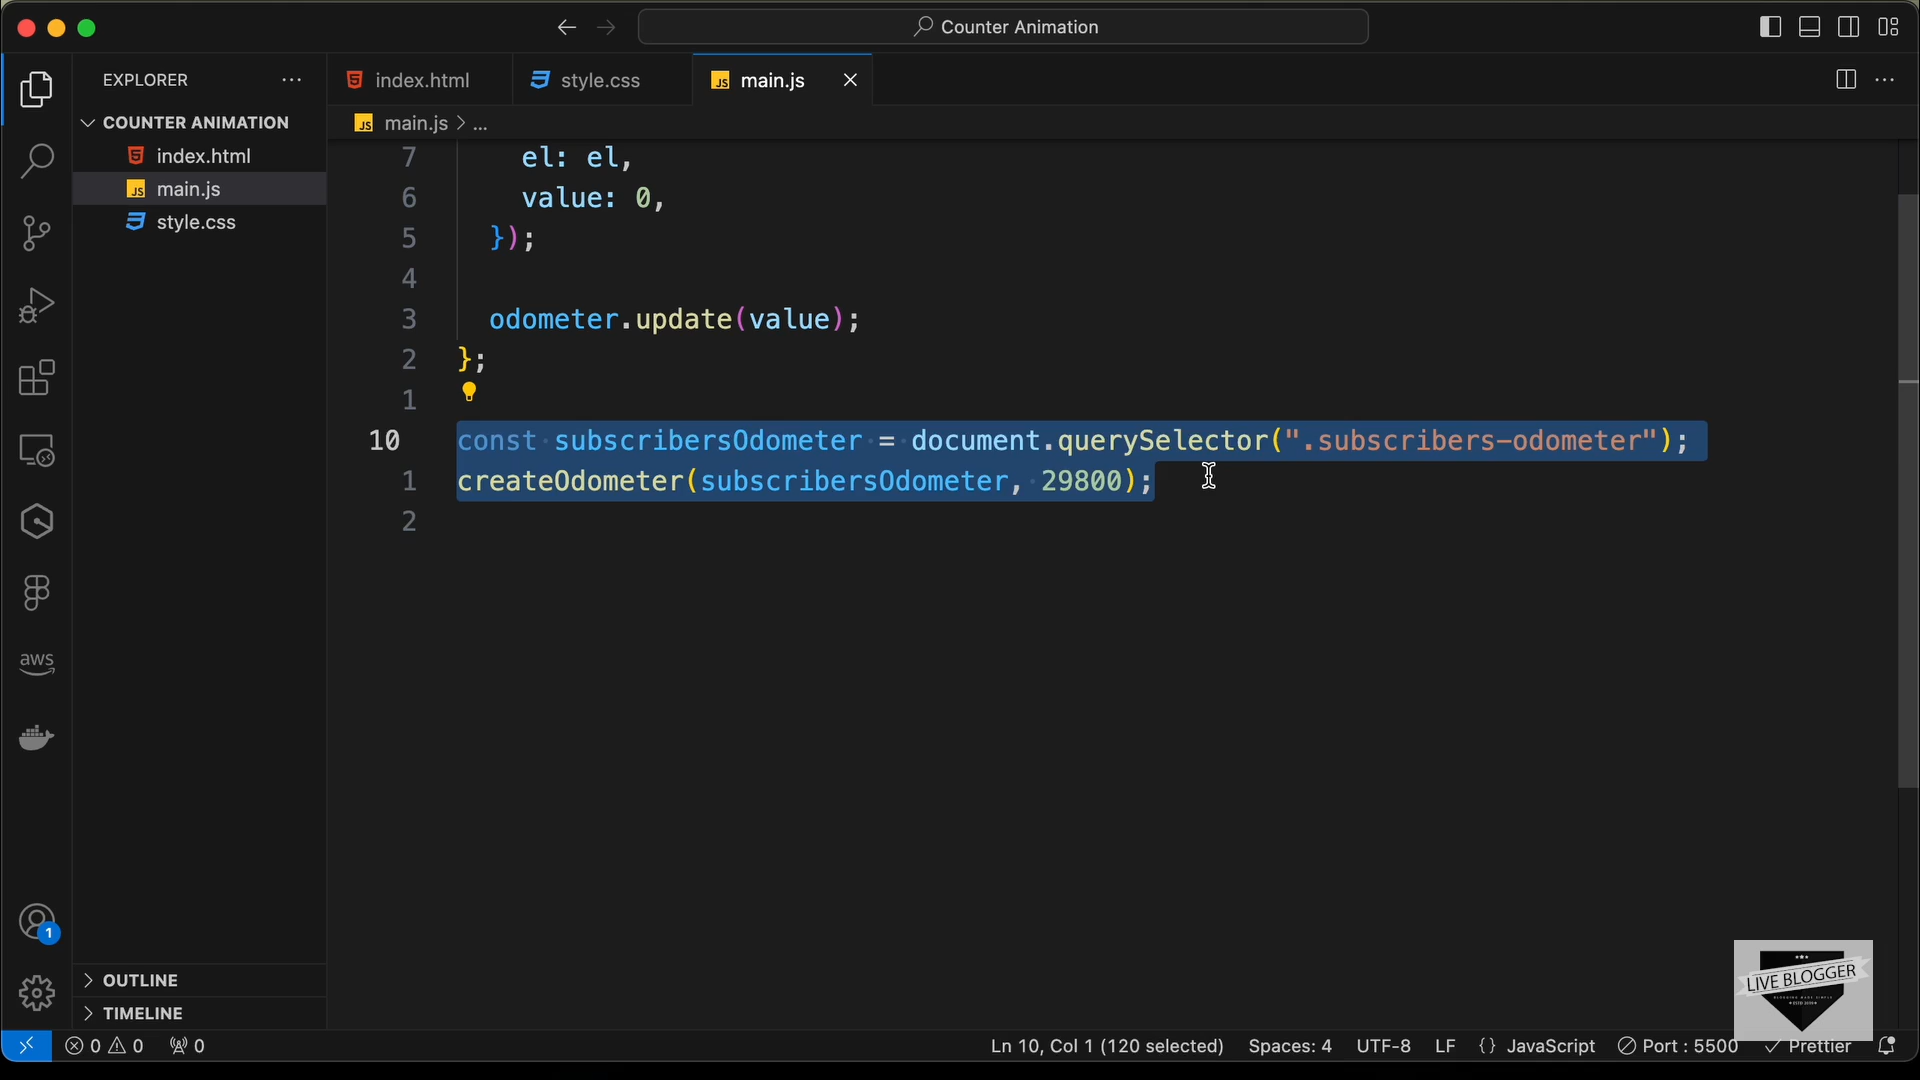 Counter Animation
EXPLORER
index.html
style.css
main.js
COUNTER ANIMATION
main.js > ...
index.html
main.js
style.css
7 el: el,
6 value: 0,
5 });
4
3 odometer.update(value);
2 };
1
10 const subscribersOdometer = document.querySelector(".subscribers-odometer");
1 createOdometer(subscribersOdometer, 29800);
2
aws
1
OUTLINE
TIMELINE
LIVE BLOGGER
0 0 0
Ln 10, Col 1 (120 selected)
Spaces: 4
UTF-8
LF
{} JavaScript
Port : 5500
Prettier